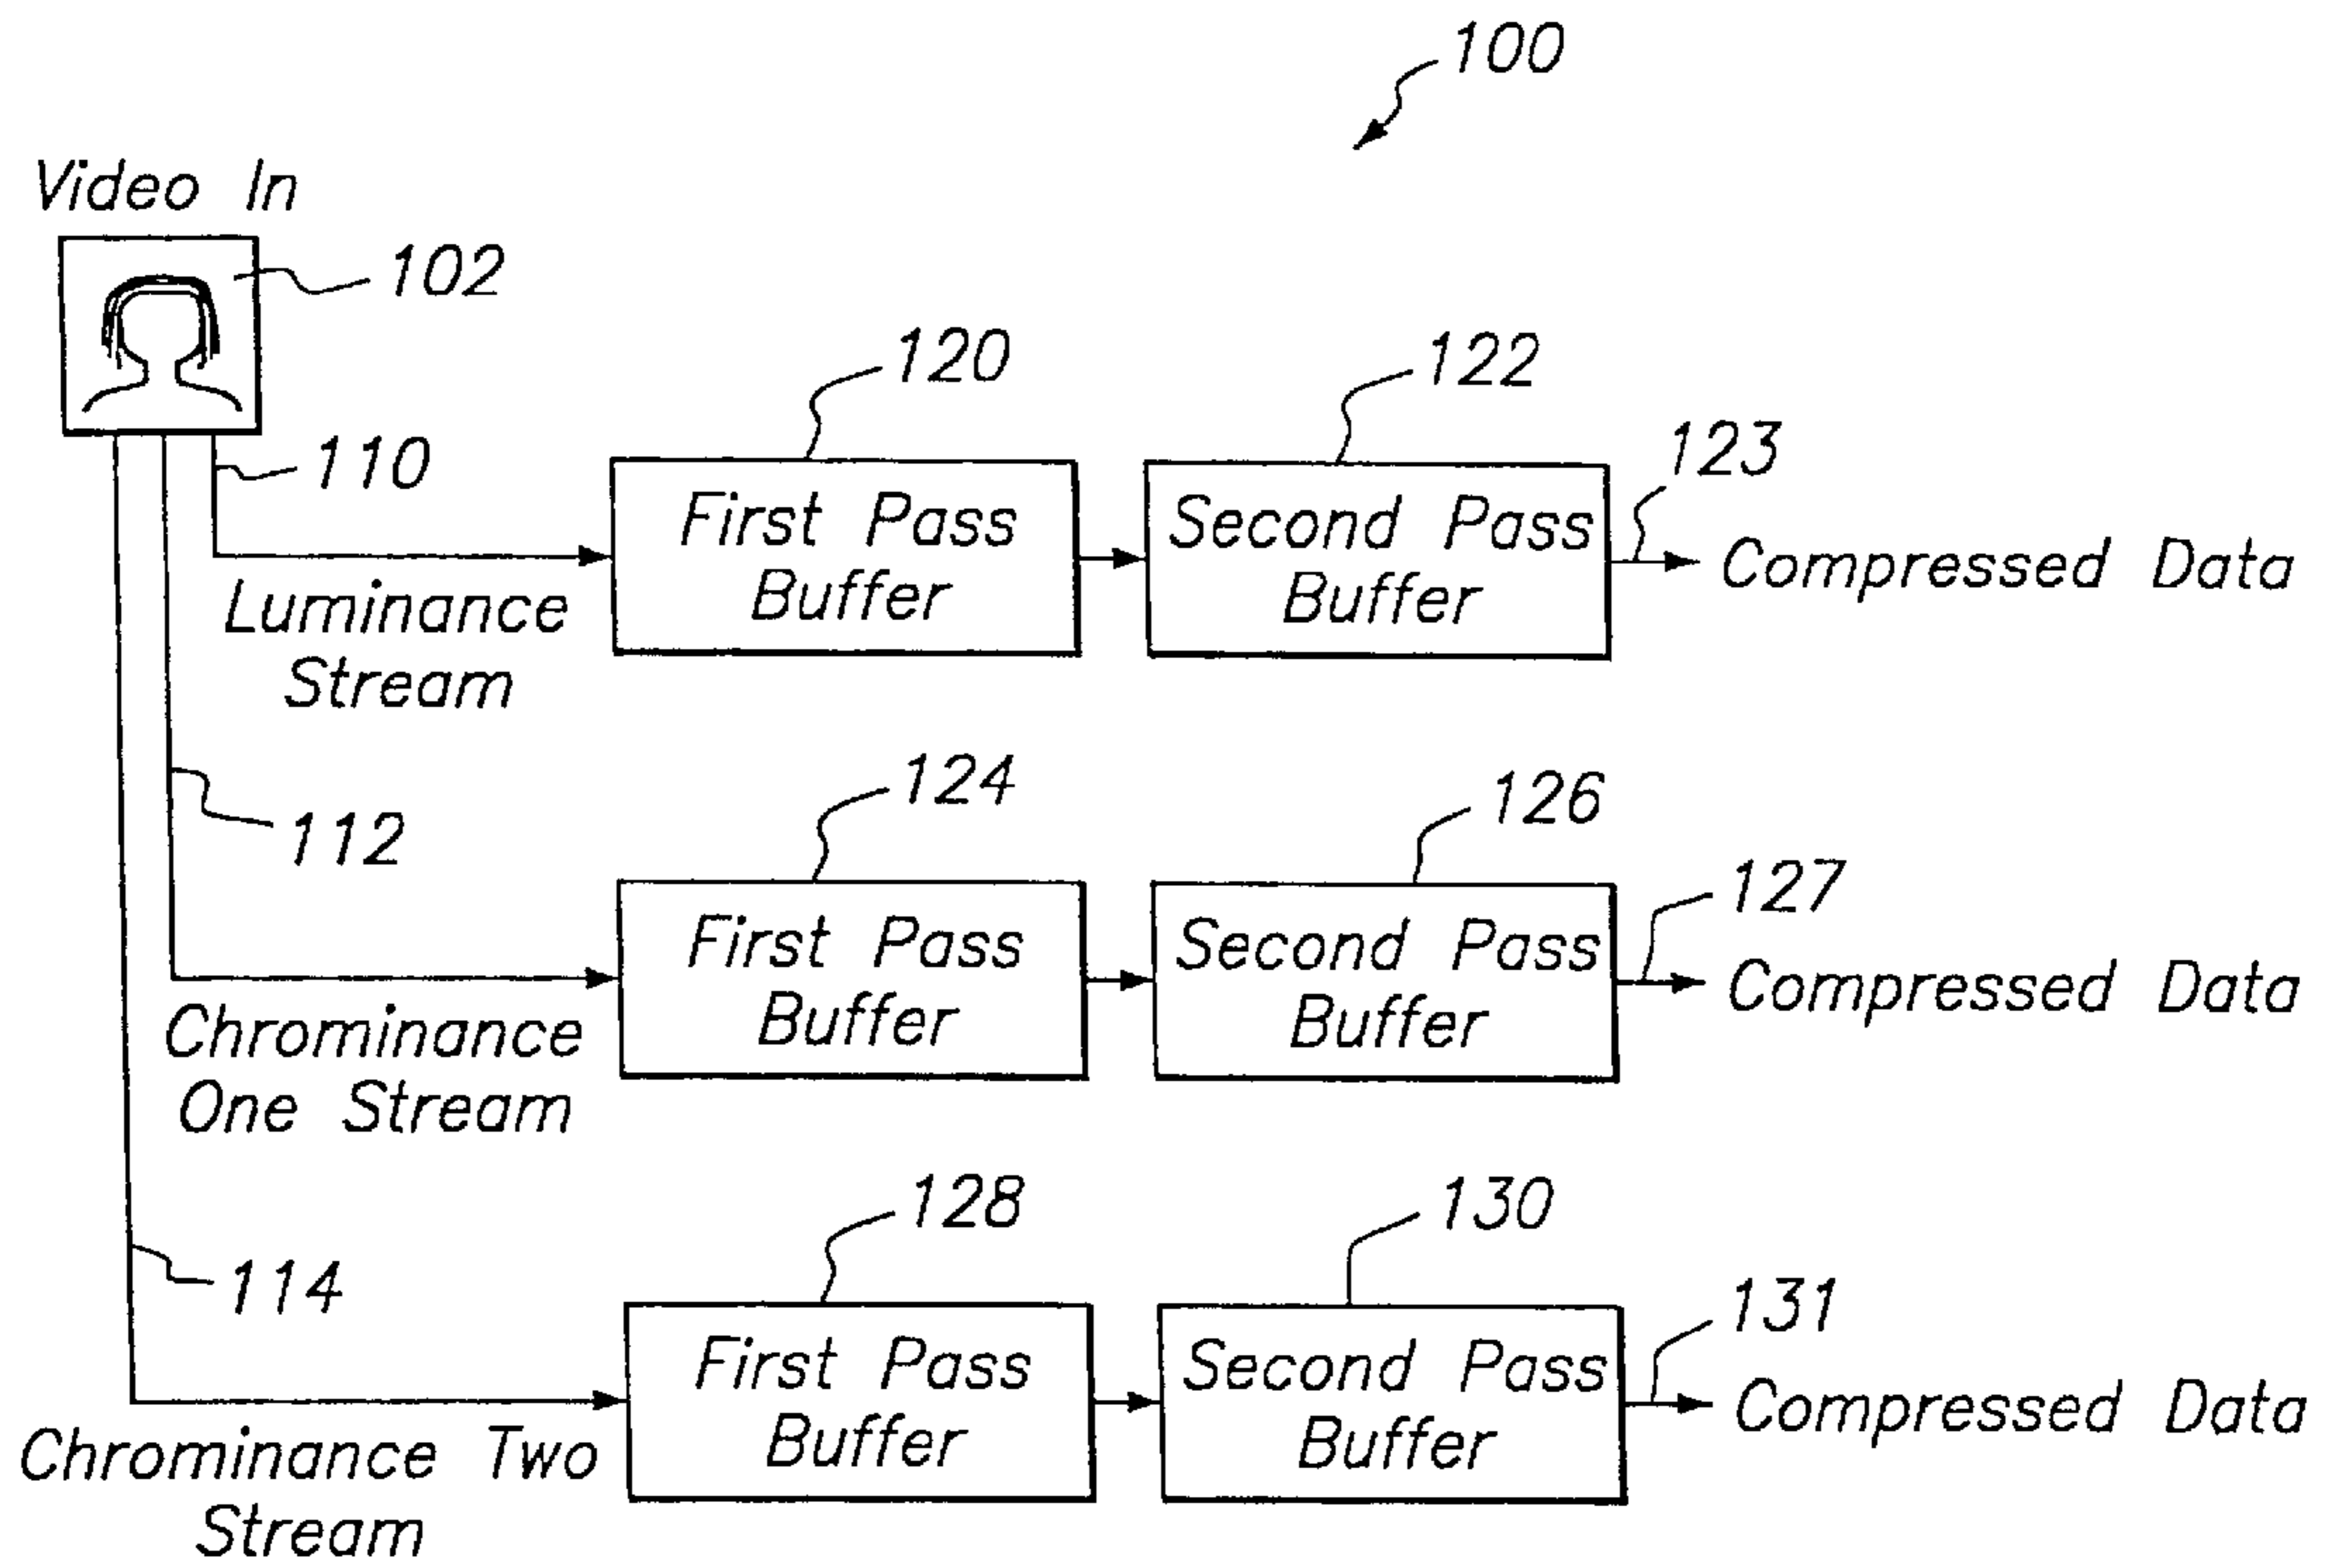 100
Video In
102
120
122
110
123
First Pass
Buffer
Second Pass
Buffer
Compressed Data
Luminance
Stream
124
126
112
127
First Pass
Buffer
Second Pass
Buffer
Compressed Data
Chrominance
One Stream
128
130
114
131
First Pass
Buffer
Second Pass
Buffer
Compressed Data
Chrominance Two
Stream